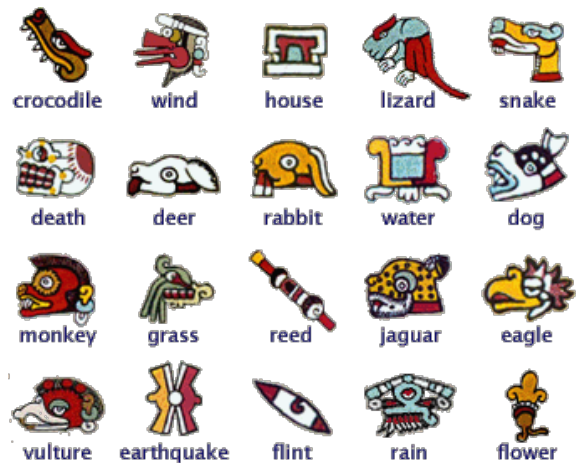 crocodile wind house lizard snake
death deer rabbit water dog
monkey grass reed jaguar eagle
vulture earthquake flint rain flower